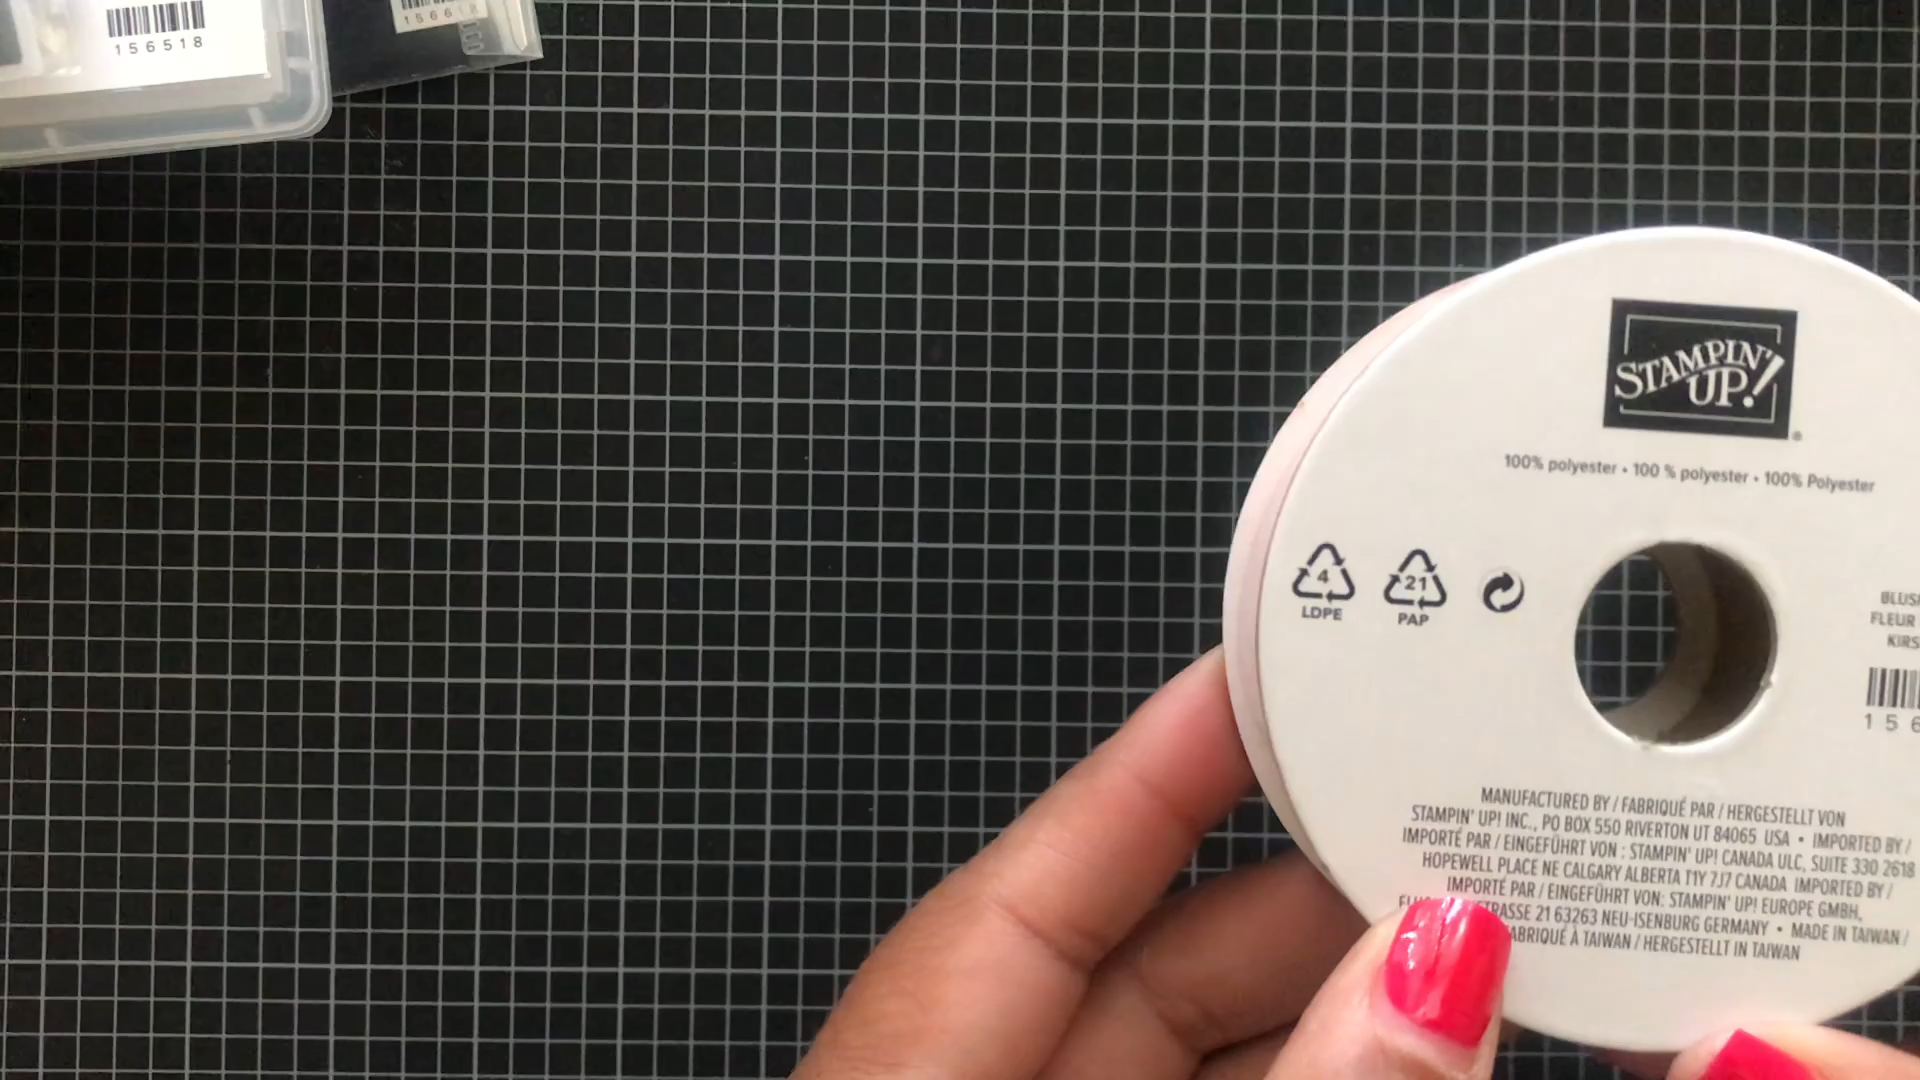 156518
1566
STAMPIN'
UP!
100% polyester • 100 % polyester • 100% Polyester
4
LDPE
21
PAP
FLEUR
156
MANUFACTURED BY / FABRIQUÉ PAR / HERGESTELLT VON
STAMPIN' UP! INC., PO BOX 550 RIVERTON UT 84065 USA • IMPORTED BY /
IMPORTÉ PAR / EINGEFÜHRT VON : STAMPIN' UP! CANADA ULC, SUITE 330 2618
HOPEWELL PLACE NE CALGARY ALBERTA T1Y 7J7 CANADA IMPORTED BY /
IMPORTÉ PAR / EINGEFÜHRT VON: STAMPIN' UP! EUROPE GMBH,
21 63263 NEU-ISENBURG GERMANY • MADE IN TAIWAN /
FABRIQUÉ À TAIWAN / HERGESTELLT IN TAIWAN